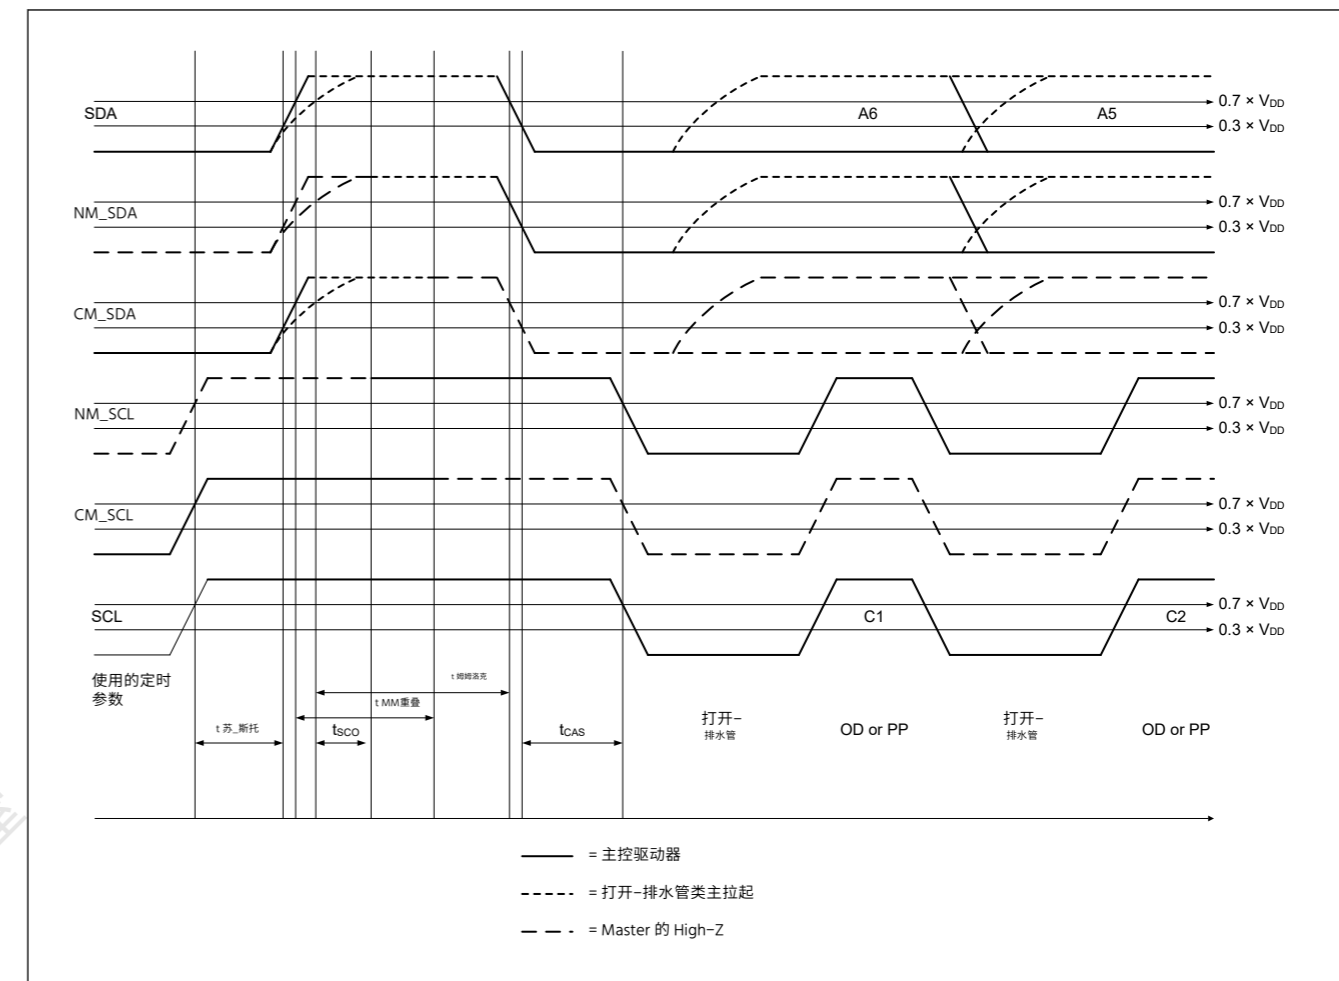 SDA
A6
A5
0.7 × VDD
0.3 × VDD
NM_SDA
0.7 × VDD
0.3 × VDD
CM_SDA
0.7 × VDD
0.3 × VDD
NM_SCL
0.7 × VDD
0.3 × VDD
CM_SCL
0.7 × VDD
0.3 × VDD
SCL
C1
C2
0.7 × VDD
0.3 × VDD
使用的定时
参数
t 姆姆洛克
t MM重叠
t 苏_斯托
tSCO
tCAS
打开-
排水管
OD or PP
打开-
排水管
OD or PP
= 主控驱动器
= 打开-排水管类主拉起
= Master 的 High-Z